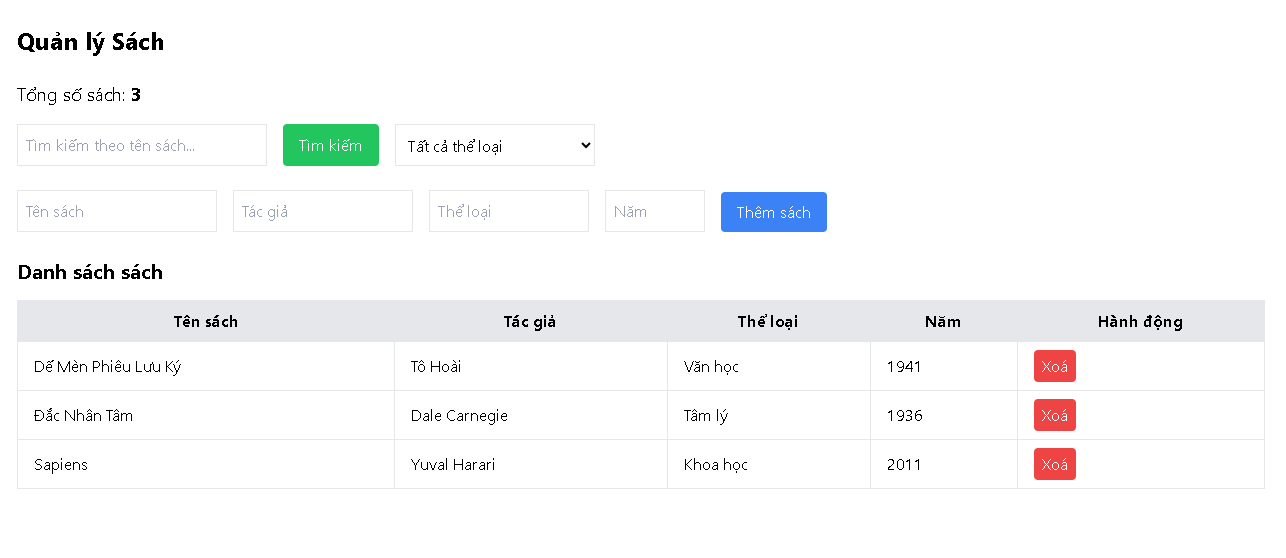 Quản lý Sách
Tổng số sách: 3
Tìm kiếm theo tên sách... Tìm kiếm Tất cả thể loại
Tên sách Tác giả Thể loại Năm Thêm sách
Danh sách sách
Tên sách Tác giả Thể loại Năm Hành động
Dế Mèn Phiêu Lưu Ký Tô Hoài Văn học 1941 Xoá
Đắc Nhân Tâm Dale Carnegie Tâm lý 1936 Xoá
Sapiens Yuval Harari Khoa học 2011 Xoá